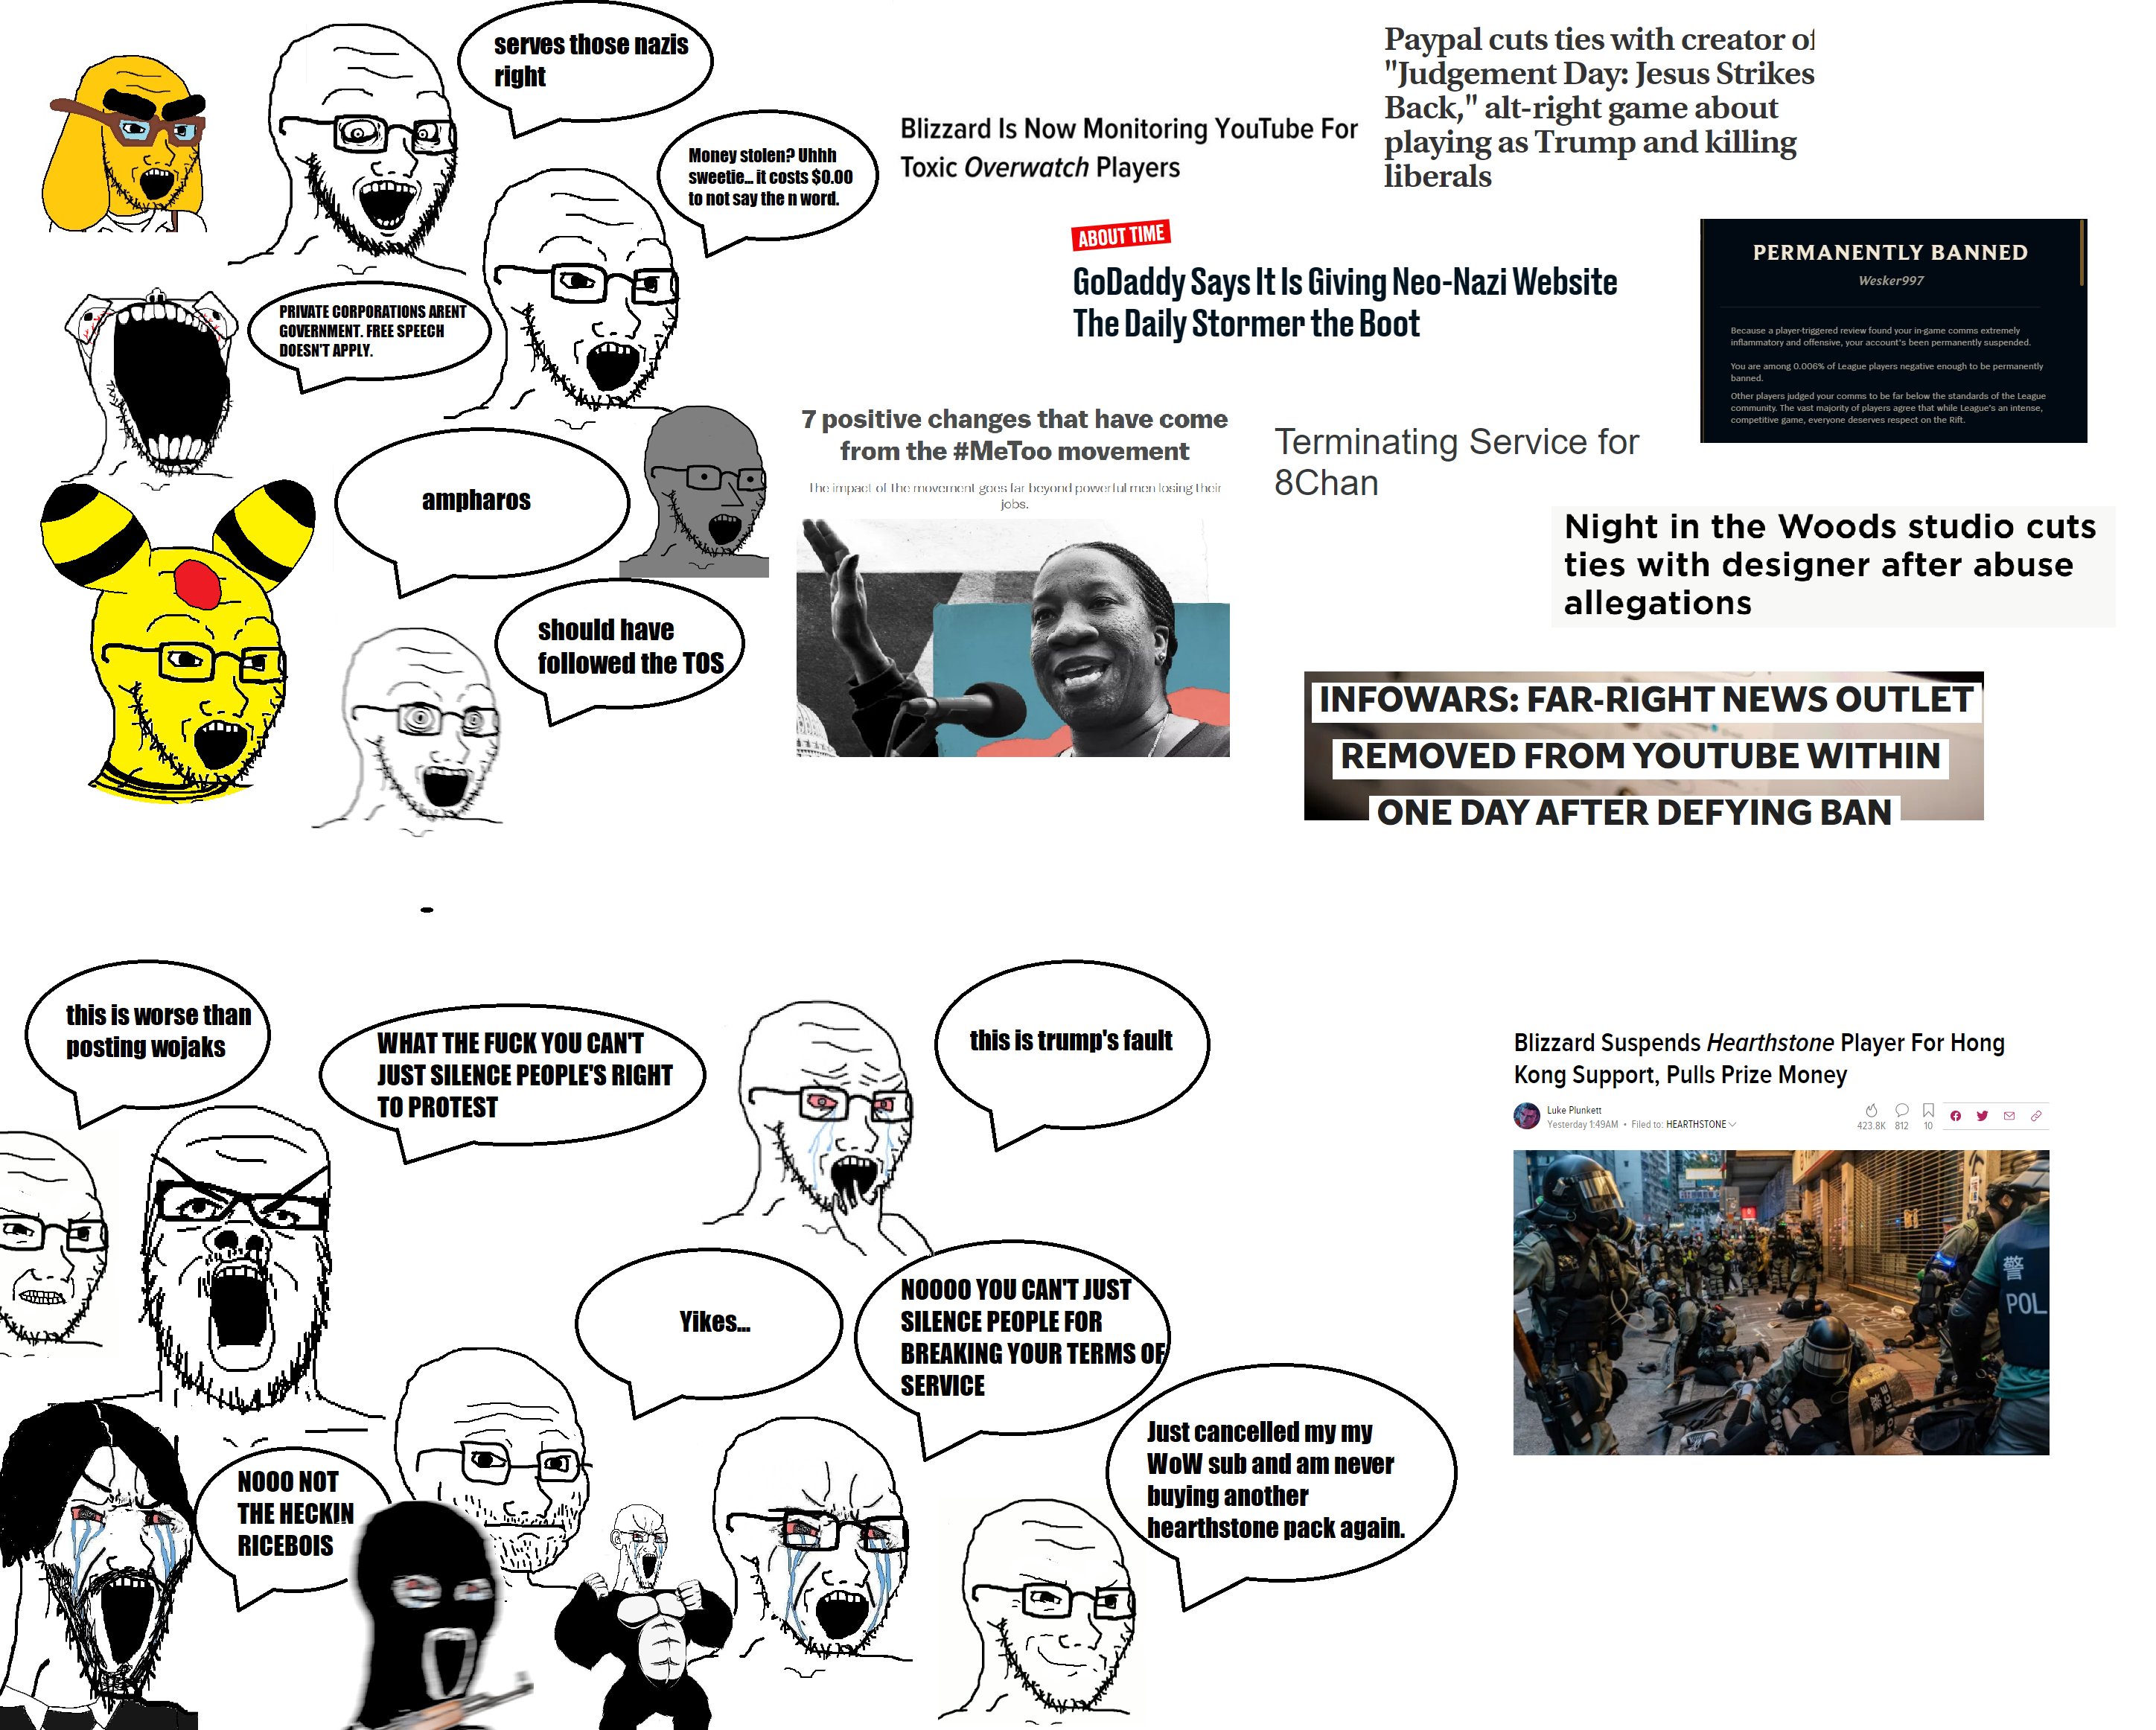 serves those nazis
right
Money stolen? Uhhh
sweetie... it costs $0.00
to not say the n word.
PRIVATE CORPORATIONS ARENT
GOVERNMENT. FREE SPEECH
DOESN'T APPLY.
ampharos
should have
followed the TOS
Paypal cuts ties with creator of
"Judgement Day: Jesus Strikes
Back," alt-right game about
playing as Trump and killing
liberals
Blizzard Is Now Monitoring YouTube For
Toxic Overwatch Players
ABOUT TIME
GoDaddy Says It Is Giving Neo-Nazi Website
The Daily Stormer the Boot
PERMANENTLY BANNED
Wesker997
Because a player-triggered review found your in-game comms extremely
inflammatory and offensive, your account's been permanently suspended.
You are among 0.006% of League players negative enough to be permanently
banned.
Other players judged your comms to be far below the standards of the League
community. The vast majority of players agree that while League's an intense,
competitive game, everyone deserves respect on the Rift.
7 positive changes that have come
from the #MeToo movement
The impact of the movement goes far beyond powerful men losing their
jobs.
Terminating Service for
8Chan
Night in the Woods studio cuts
ties with designer after abuse
allegations
INFOWARS: FAR-RIGHT NEWS OUTLET
REMOVED FROM YOUTUBE WITHIN
ONE DAY AFTER DEFYING BAN
this is worse than
posting wojaks
WHAT THE FUCK YOU CAN'T
JUST SILENCE PEOPLE'S RIGHT
TO PROTEST
this is trump's fault
Yikes...
NOOOO YOU CAN'T JUST
SILENCE PEOPLE FOR
BREAKING YOUR TERMS OF
SERVICE
Just cancelled my my
WoW sub and am never
buying another
hearthstone pack again.
NOOO NOT
THE HECKIN
RICEBOIS
Blizzard Suspends Hearthstone Player For Hong
Kong Support, Pulls Prize Money
Luke Plunkett
Yesterday 1:49AM • Filed to: HEARTHSTONE
423.8K 812 10
警
POL